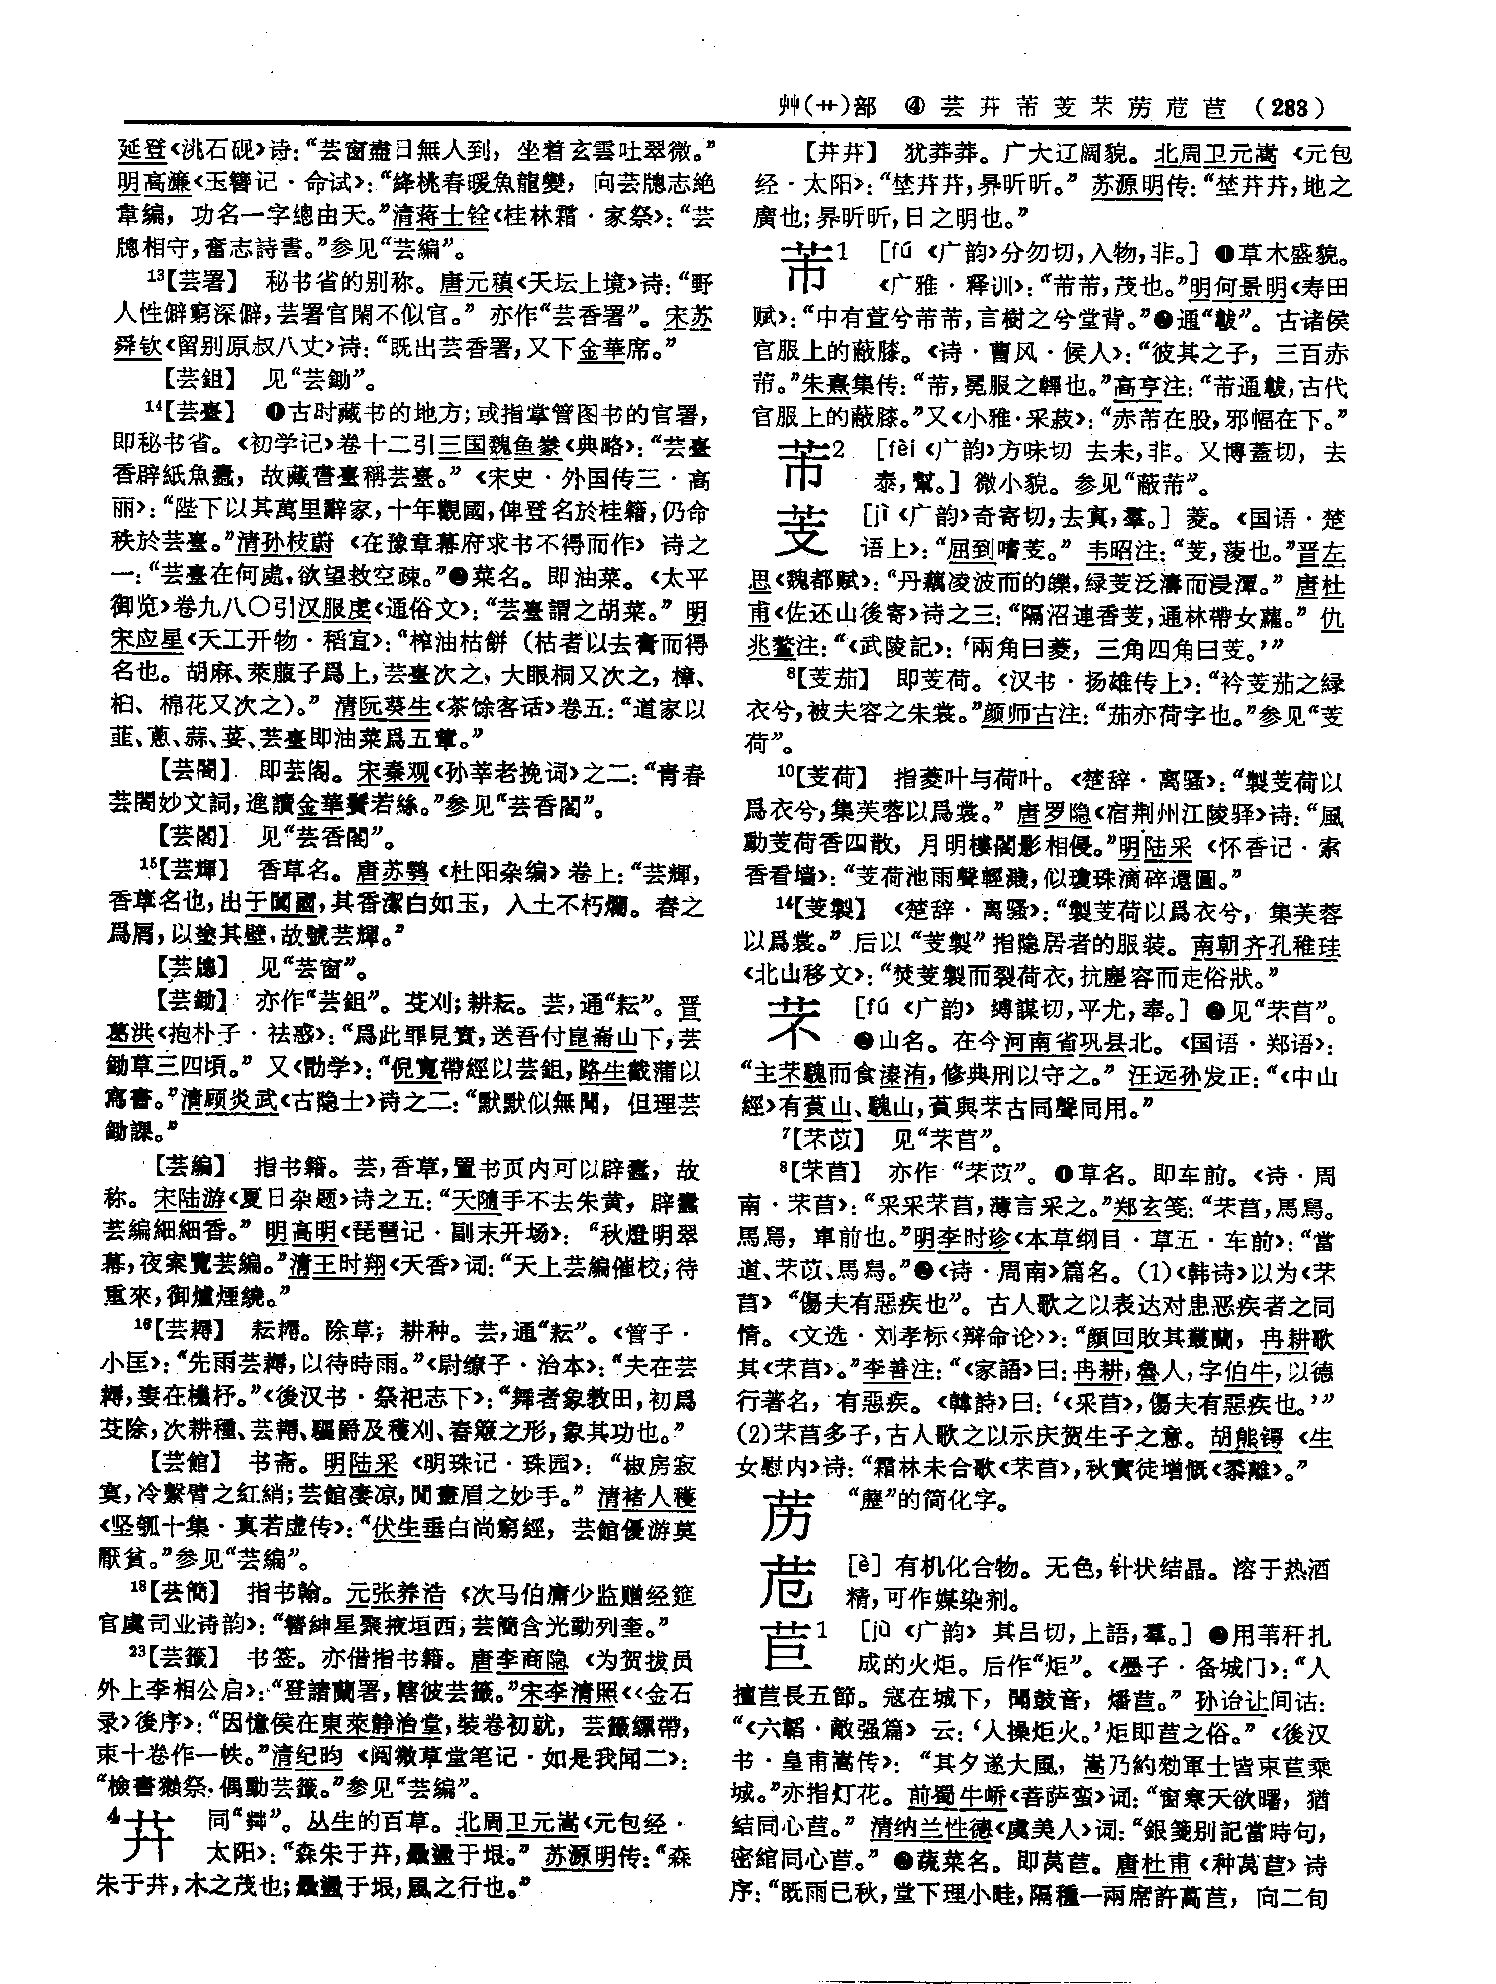 艸(艹)部 ④ 芸 茾 芾 芰 芣 苈 苊 苣 (283)
延登《洮石砚》诗：“芸窗盡日無人到，坐着玄雲吐翠微。”
明高濂《玉簪记·命试》：“絳桃春暖魚龍變，向芸牕志絶
韋編，功名一字總由天。”清蒋士铨《桂林霜·家祭》：“芸
牕相守，奮志詩書。”参见“芸編”。
13【芸署】 秘书省的别称。唐元稹《天坛上境》诗：“野
人性僻窮深僻，芸署官閑不似官。”亦作“芸香署”。宋苏
舜钦《留别原叔八丈》诗：“既出芸香署，又下金華席。”
【芸鉏】 见“芸鋤”。
14【芸臺】 ❶古时藏书的地方；或指掌管图书的官署，
即秘书省。《初学记》卷十二引三国魏鱼豢《典略》：“芸臺
香辟紙魚蠹，故藏書臺稱芸臺。”《宋史·外国传三·高
丽》：“陛下以其萬里辭家，十年觀國，俾登名於桂籍，仍命
秩於芸臺。”清孙枝蔚《在豫章幕府求书不得而作》诗之
一：“芸臺在何處，欲望救空疎。”❷菜名。即油菜。《太平
御览》卷九八〇引汉服虔《通俗文》：“芸臺謂之胡菜。”明
宋应星《天工开物·稻宜》：“榨油枯餅（枯者以去膏而得
名也。胡麻、萊菔子爲上，芸臺次之，大眼桐又次之，樟、
桕、棉花又次之）。”清阮葵生《茶馀客话》卷五：“道家以
韮、蔥、蒜、荽、芸臺即油菜爲五葷。”
【芸閣】 即芸阁。宋秦观《孙莘老挽词》之二：“青春
芸閣妙文詞，進讀金華鬢若絲。”参见“芸香閣”。
【芸閤】 见“芸香閣”。
15【芸輝】 香草名。唐苏鹗《杜阳杂编》卷上：“芸輝，
香草名也，出于闐國，其香潔白如玉，入土不朽爛。舂之
爲屑，以塗其壁，故號芸輝。”
【芸牕】 见“芸窗”。
【芸鋤】 亦作“芸鉏”。芟刈；耕耘。芸，通“耘”。晋
葛洪《抱朴子·祛惑》：“爲此罪見責，送吾付崑崙山下，芸
鋤草三四頃。”又《勖学》：“倪寬帶經以芸鉏，路生截蒲以
寫書。”清顾炎武《古隐士》诗之二：“默默似無聞，但理芸
鋤課。”
【芸編】 指书籍。芸，香草，置书页内可以辟蠹，故
称。宋陆游《夏日杂题》诗之五：“天隨手不去朱黄，辟蠹
芸編細細香。”明高明《琵琶记·副末开场》：“秋燈明翠
幕，夜案覽芸編。”清王时翔《天香》词：“天上芸編催校，待
重來，御爐煙繞。”
16【芸耨】 耘耨。除草；耕种。芸，通“耘”。《管子·
小匡》：“先雨芸耨，以待時雨。”《尉缭子·治本》：“夫在芸
耨，妻在機杼。”《後汉书·祭祀志下》：“舞者象教田，初爲
芟除，次耕種、芸耨、驅爵及穫刈、舂簸之形，象其功也。”
【芸館】 书斋。明陆采《明珠记·珠园》：“椒房寂
寞，冷繫臂之紅綃；芸館凄凉，閒畫眉之妙手。”清褚人穫
《坚瓠十集·真若虚传》：“伏生垂白尚窮經，芸館優游莫
厭貧。”参见“芸編”。
18【芸簡】 指书翰。元张养浩《次马伯庸少监赠经筵
官虞司业诗韵》：“簪紳星聚掖垣西，芸簡含光動列奎。”
23【芸籤】 书签。亦借指书籍。唐李商隐《为贺拔员
外上李相公启》：“登諸蘭署，轄彼芸籤。”宋李清照《〈金石
录〉後序》：“因憶侯在東萊静治堂，裝卷初就，芸籤縹帶，
束十卷作一帙。”清纪昀《阅微草堂笔记·如是我闻二》：
“檢書獺祭，偶動芸籤。”参见“芸編”。
4茾 同“茻”。丛生的百草。北周卫元嵩《元包经·
太阳》：“森朱于茾，飍盪于垠。”苏源明传：“森
朱于茾，木之茂也；飍盪于垠，風之行也。”
【茾茾】 犹莽莽。广大辽阔貌。北周卫元嵩《元包
经·太阳》：“埜茾茾，昦昕昕。”苏源明传：“埜茾茾，地之
廣也；昦昕昕，日之明也。”
芾1 [fú《广韵》分勿切，入物，非。] ❶草木盛貌。
《广雅·释训》：“芾芾，茂也。”明何景明《寿田
赋》：“中有萱兮芾芾，言樹之兮堂背。”❷通“韍”。古诸侯
官服上的蔽膝。《诗·曹风·候人》：“彼其之子，三百赤
芾。”朱熹集传：“芾，冕服之韠也。”高亨注：“芾通韍，古代
官服上的蔽膝。”又《小雅·采菽》：“赤芾在股，邪幅在下。”
芾2 [fèi《广韵》方味切 去未，非。又博蓋切，去
泰，幫。] 微小貌。参见“蔽芾”。
芰 [jì《广韵》奇寄切，去寘，羣。] 菱。《国语·楚
语上》：“屈到嗜芰。”韦昭注：“芰，蔆也。”晋左
思《魏都赋》：“丹藕凌波而的皪，緑芰泛濤而浸潭。”唐杜
甫《佐还山後寄》诗之三：“隔沼連香芰，通林帶女蘿。”仇
兆鳌注：“《武陵記》：‘兩角曰菱，三角四角曰芰。’”
8【芰茄】 即芰荷。《汉书·扬雄传上》：“衿芰茄之緑
衣兮，被夫容之朱裳。”颜师古注：“茄亦荷字也。”参见“芰
荷”。
10【芰荷】 指菱叶与荷叶。《楚辞·离骚》：“製芰荷以
爲衣兮，集芙蓉以爲裳。”唐罗隐《宿荆州江陵驿》诗：“風
動芰荷香四散，月明樓閣影相侵。”明陆采《怀香记·索
香看墙》：“芰荷池雨聲輕濺，似瓊珠滴碎還圓。”
14【芰製】 《楚辞·离骚》：“製芰荷以爲衣兮，集芙蓉
以爲裳。”后以“芰製”指隐居者的服装。南朝齐孔稚珪
《北山移文》：“焚芰製而裂荷衣，抗塵容而走俗狀。”
芣 [fú《广韵》縛謀切，平尤，奉。] ❶见“芣苢”。
❷山名。在今河南省巩县北。《国语·郑语》：
“主芣騩而食溱洧，修典刑以守之。”汪远孙发正：“《中山
經》有萯山、騩山，萯與芣古同聲同用。”
7【芣苡】 见“芣苢”。
8【芣苢】 亦作“芣苡”。❶草名。即车前。《诗·周
南·芣苢》：“采采芣苢，薄言采之。”郑玄笺：“芣苢，馬舄。
馬舄，車前也。”明李时珍《本草纲目·草五·车前》：“當
道、芣苡、馬舄。”❷《诗·周南》篇名。(1)《韩诗》以为《芣
苢》“傷夫有惡疾也”。古人歌之以表达对患恶疾者之同
情。《文选·刘孝标〈辩命论〉》：“顔回敗其叢蘭，冉耕歌
其《芣苢》。”李善注：“《家語》曰：冉耕，魯人，字伯牛，以德
行著名，有惡疾。《韓詩》曰：‘《采苢》，傷夫有惡疾也。’”
(2)芣苢多子，古人歌之以示庆贺生子之意。胡熊锷《生
女慰内》诗：“霜林未合歌《芣苢》，秋實徒增慨《黍離》。”
苈 “藶”的简化字。
苊 [è] 有机化合物。无色，针状结晶。溶于热酒
精，可作媒染剂。
苣1 [jù《广韵》其吕切，上語，羣。] ❶用苇秆扎
成的火炬。后作“炬”。《墨子·备城门》：“人
擅苣長五節。寇在城下，聞鼓音，燔苣。”孙诒让间诂：
“《六韜·敵强篇》云：‘人操炬火。’炬即苣之俗。”《後汉
书·皇甫嵩传》：“其夕遂大風，嵩乃約勑軍士皆束苣乘
城。”亦指灯花。前蜀牛峤《菩萨蛮》词：“窗寒天欲曙，猶
結同心苣。”清纳兰性德《虞美人》词：“銀箋别記當時句，
密綰同心苣。”❷蔬菜名。即莴苣。唐杜甫《种莴苣》诗
序：“既雨已秋，堂下理小畦，隔種一兩席許萵苣，向二旬